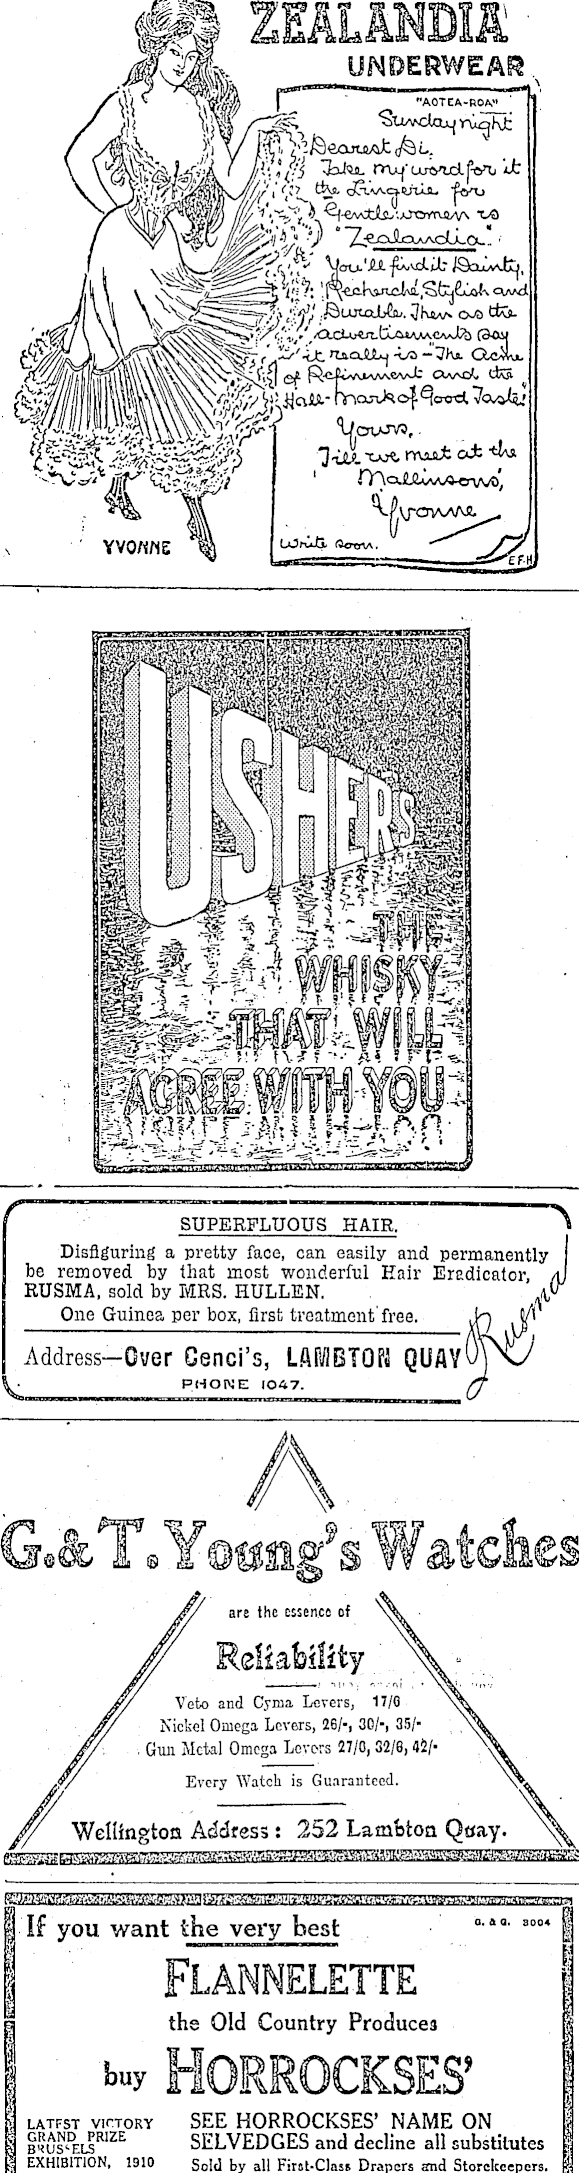 ZEALANDIA
UNDERWEAR
"AOTEA-ROA"
Sunday night
Dearest Di,
Take my word for it
the Lingerie for
Gentlewomen is
"Zealandia".
You'll find it Dainty,
Recherché, Stylish and
Durable. Then as the
advertisements say
it really is - "The Acme
of Refinement and the
Hall-mark of Good Taste."
Yours,
Till we meet at the
Mallinsons',
Yvonne
Write soon.
E.F.H
YVONNE
USHERS
THE
WHISKY
THAT WILL
AGREE WITH YOU
SUPERFLUOUS HAIR.
Disfiguring a pretty face, can easily and permanently
be removed by that most wonderful Hair Eradicator,
RUSMA, sold by MRS. HULLEN.
One Guinea per box, first treatment free.
Rusma
Address—Over Cenci's, LAMBTON QUAY
PHONE 1047.
G. & T. Young's Watches
are the essence of
Reliability
Veto and Cyma Levers, 17/6
Nickel Omega Levers, 26/-, 30/-, 35/-
Gun Metal Omega Levers 27/6, 32/6, 42/-
Every Watch is Guaranteed.
Wellington Address: 252 Lambton Quay.
If you want the very best
G. & G. 3004
FLANNELETTE
the Old Country Produces
buy HORROCKSES'
LATEST VICTORY
GRAND PRIZE
BRUSSELS
EXHIBITION, 1910
SEE HORROCKSES' NAME ON
SELVEDGES and decline all substitutes
Sold by all First-Class Drapers and Storekeepers.